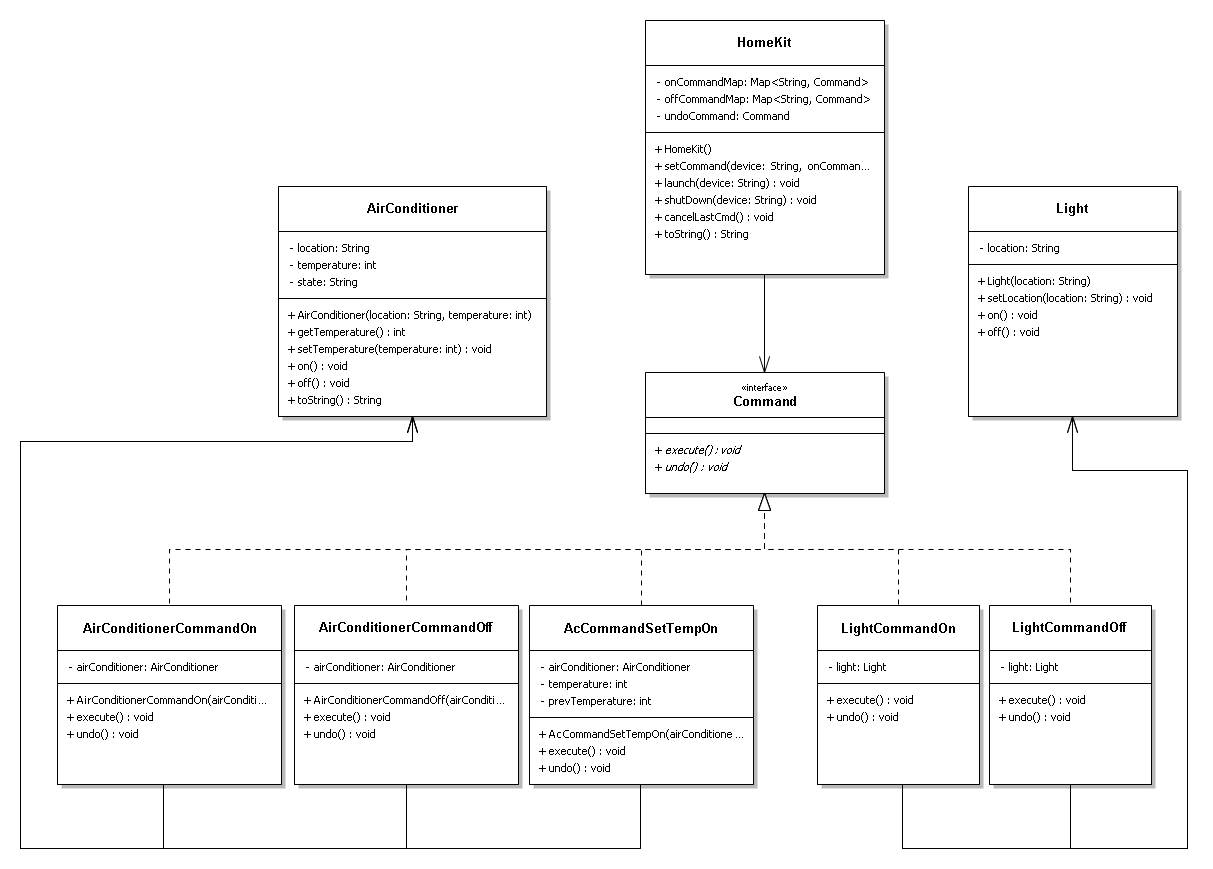 HomeKit
- onCommandMap: Map<String, Command>
- offCommandMap: Map<String, Command>
- undoCommand: Command
+ HomeKit()
+ setCommand(device: String, onComman...
+ launch(device: String) : void
+ shutDown(device: String) : void
+ cancelLastCmd() : void
+ toString() : String
AirConditioner
- location: String
- temperature: int
- state: String
+ AirConditioner(location: String, temperature: int)
+ getTemperature() : int
+ setTemperature(temperature: int) : void
+ on() : void
+ off() : void
+ toString() : String
Light
- location: String
+ Light(location: String)
+ setLocation(location: String) : void
+ on() : void
+ off() : void
«interface»
Command
+ execute() : void
+ undo() : void
AirConditionerCommandOn
- airConditioner: AirConditioner
+ AirConditionerCommandOn(airConditi...
+ execute() : void
+ undo() : void
AirConditionerCommandOff
- airConditioner: AirConditioner
+ AirConditionerCommandOff(airConditi...
+ execute() : void
+ undo() : void
AcCommandSetTempOn
- airConditioner: AirConditioner
- temperature: int
- prevTemperature: int
+ AcCommandSetTempOn(airConditione ...
+ execute() : void
+ undo() : void
LightCommandOn
- light: Light
+ execute() : void
+ undo() : void
LightCommandOff
- light: Light
+ execute() : void
+ undo() : void